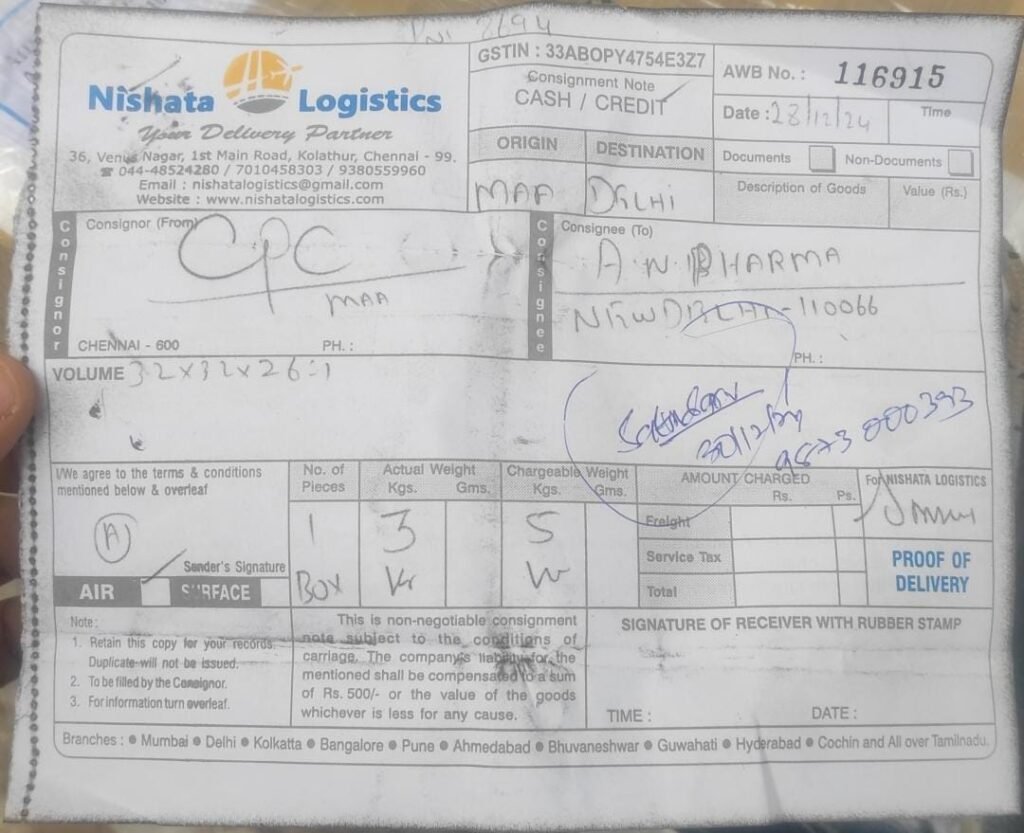 Nishata Logistics
Your Delivery Partner
36, Venus Nagar, 1st Main Road, Kolathur, Chennai - 99.
☎ 044-48524280 / 7010458303 / 9380559960
Email : nishatalogistics@gmail.com
Website : www.nishatalogistics.com
GSTIN : 33ABOPY4754E3Z7
Consignment Note
CASH / CREDIT
AWB No. : 116915
Date : 28/12/24
Time
ORIGIN
DESTINATION
MAA
DELHI
Documents
Non-Documents
Description of Goods
Value (Rs.)
Consignor
Consignor (From)
CPC
MAA
CHENNAI - 600
PH. :
Consignee
Consignee (To)
A.N. PHARMA
NEW DELHI - 110066
PH. :
VOLUME 32x32x26=1
30/12/24
9873 000393
I/We agree to the terms & conditions
mentioned below & overleaf
A
Sender's Signature
AIR
SURFACE
No. of
Pieces
1
BOX
Actual Weight
Kgs. Gms.
3
Chargeable Weight
Kgs. Gms.
5
AMOUNT CHARGED
Rs. Ps.
Freight
Service Tax
Total
For NISHATA LOGISTICS
PROOF OF
DELIVERY
Note :
1. Retain this copy for your records.
Duplicate will not be issued.
2. To be filled by the Consignor.
3. For information turn overleaf.
This is non-negotiable consignment
note subject to the conditions of
carriage. The company's liability for the
mentioned shall be compensated to a sum
of Rs. 500/- or the value of the goods
whichever is less for any cause.
SIGNATURE OF RECEIVER WITH RUBBER STAMP
TIME :
DATE :
Branches : ● Mumbai ● Delhi ● Kolkatta ● Bangalore ● Pune ● Ahmedabad ● Bhuvaneshwar ● Guwahati ● Hyderabad ● Cochin and All over Tamilnadu.